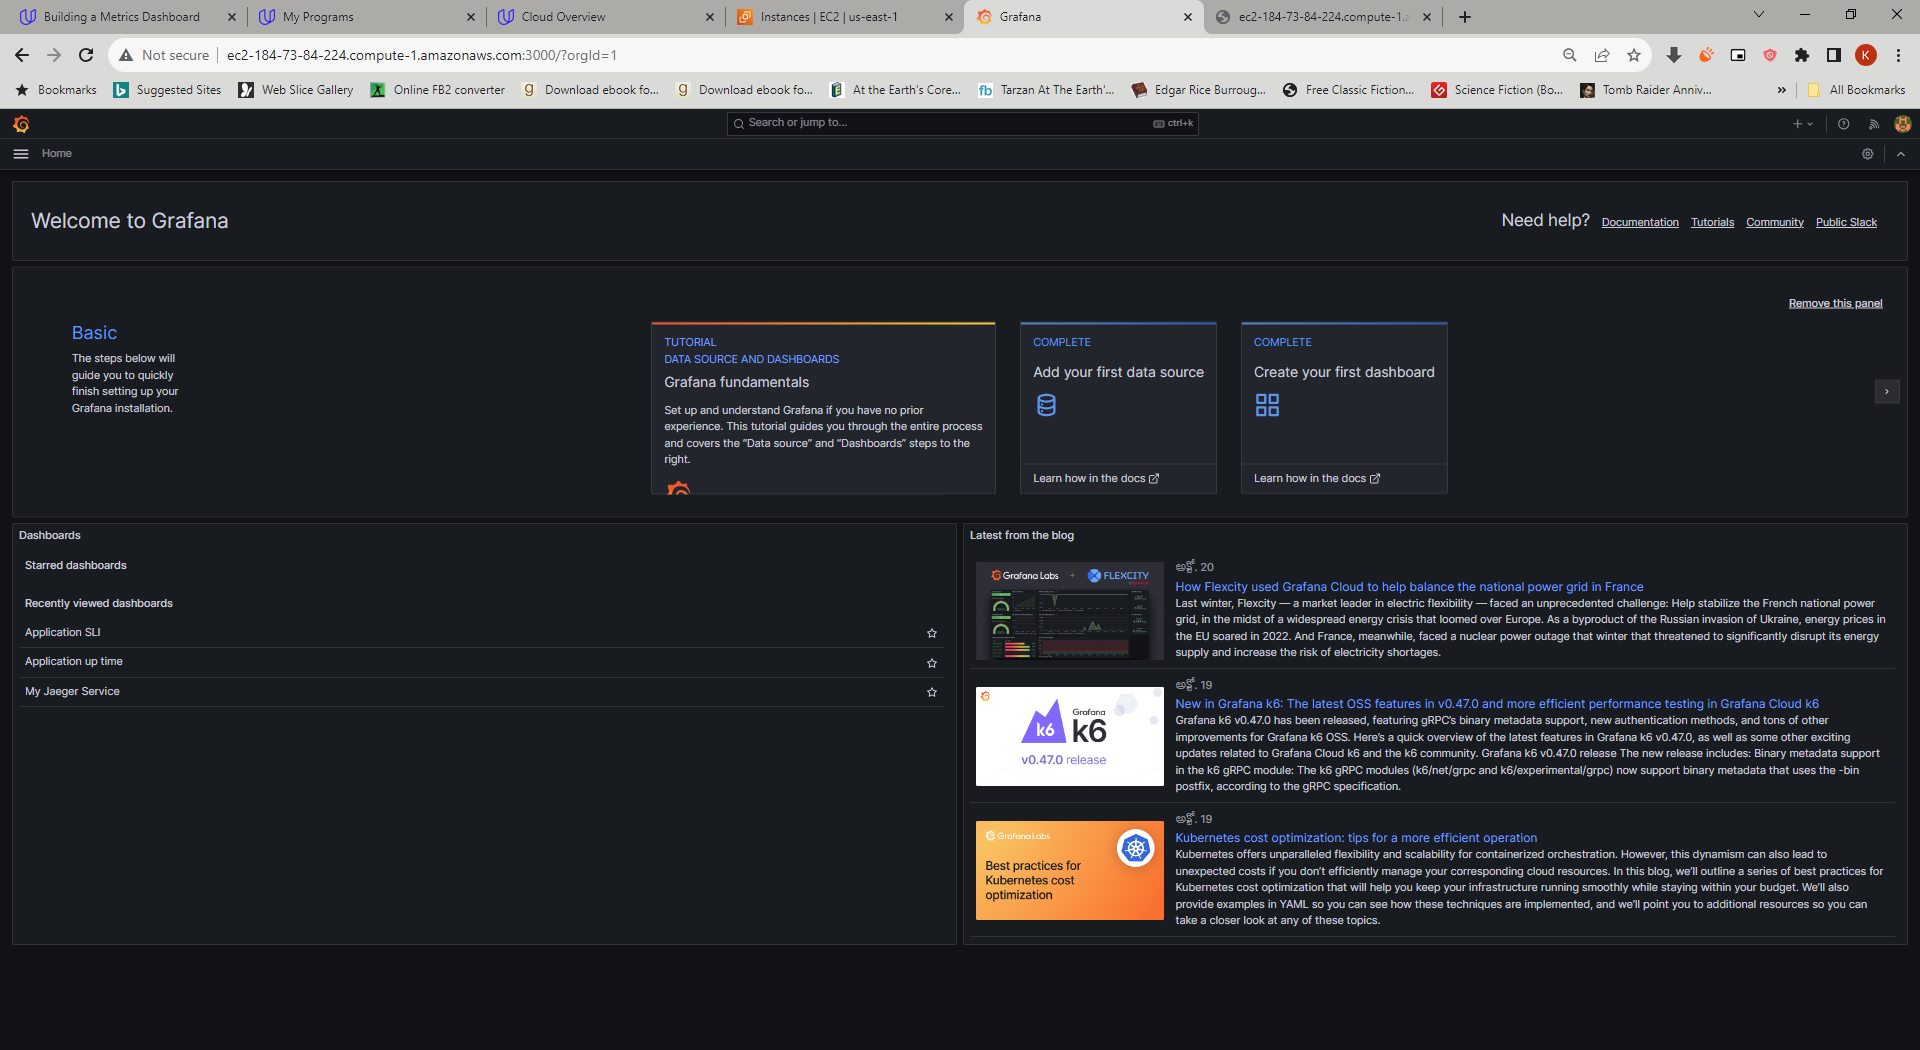 Building a Metrics Dashboard
My Programs
Cloud Overview
Instances | EC2 | us-east-1
Grafana
ec2-184-73-84-224.compute-1.a
Not secure
ec2-184-73-84-224.compute-1.amazonaws.com:3000/?orgId=1
K
Bookmarks
Suggested Sites
Web Slice Gallery
Online FB2 converter
Download ebook fo...
Download ebook fo...
At the Earth's Core...
Tarzan At The Earth'...
Edgar Rice Burroug...
Free Classic Fiction...
Science Fiction (Bo...
Tomb Raider Anniv...
»
All Bookmarks
Search or jump to...
ctrl+k
Home
Welcome to Grafana
Need help?
Documentation
Tutorials
Community
Public Slack
Remove this panel
Basic
The steps below will
guide you to quickly
finish setting up your
Grafana installation.
TUTORIAL
DATA SOURCE AND DASHBOARDS
Grafana fundamentals
Set up and understand Grafana if you have no prior
experience. This tutorial guides you through the entire process
and covers the "Data source" and "Dashboards" steps to the
right.
COMPLETE
Add your first data source
Learn how in the docs
COMPLETE
Create your first dashboard
Learn how in the docs
Dashboards
Starred dashboards
Recently viewed dashboards
Application SLI
Application up time
My Jaeger Service
Latest from the blog
Grafana Labs + FLEXCITY
అక్టో. 20
How Flexcity used Grafana Cloud to help balance the national power grid in France
Last winter, Flexcity — a market leader in electric flexibility — faced an unprecedented challenge: Help stabilize the French national power
grid, in the midst of a widespread energy crisis that loomed over Europe. As a byproduct of the Russian invasion of Ukraine, energy prices in
the EU soared in 2022. And France, meanwhile, faced a nuclear power outage that winter that threatened to significantly disrupt its energy
supply and increase the risk of electricity shortages.
k6
Grafana
k6
v0.47.0 release
అక్టో. 19
New in Grafana k6: The latest OSS features in v0.47.0 and more efficient performance testing in Grafana Cloud k6
Grafana k6 v0.47.0 has been released, featuring gRPC's binary metadata support, new authentication methods, and tons of other
improvements for Grafana k6 OSS. Here's a quick overview of the latest features in Grafana k6 v0.47.0, as well as some other exciting
updates related to Grafana Cloud k6 and the k6 community. Grafana k6 v0.47.0 release The new release includes: Binary metadata support
in the k6 gRPC module: The k6 gRPC modules (k6/net/grpc and k6/experimental/grpc) now support binary metadata that uses the -bin
postfix, according to the gRPC specification.
Grafana Labs
Best practices for
Kubernetes cost
optimization
అక్టో. 19
Kubernetes cost optimization: tips for a more efficient operation
Kubernetes offers unparalleled flexibility and scalability for containerized orchestration. However, this dynamism can also lead to
unexpected costs if you don't efficiently manage your corresponding cloud resources. In this blog, we'll outline a series of best practices for
Kubernetes cost optimization that will help you keep your infrastructure running smoothly while staying within your budget. We'll also
provide examples in YAML so you can see how these techniques are implemented, and we'll point you to additional resources so you can
take a closer look at any of these topics.